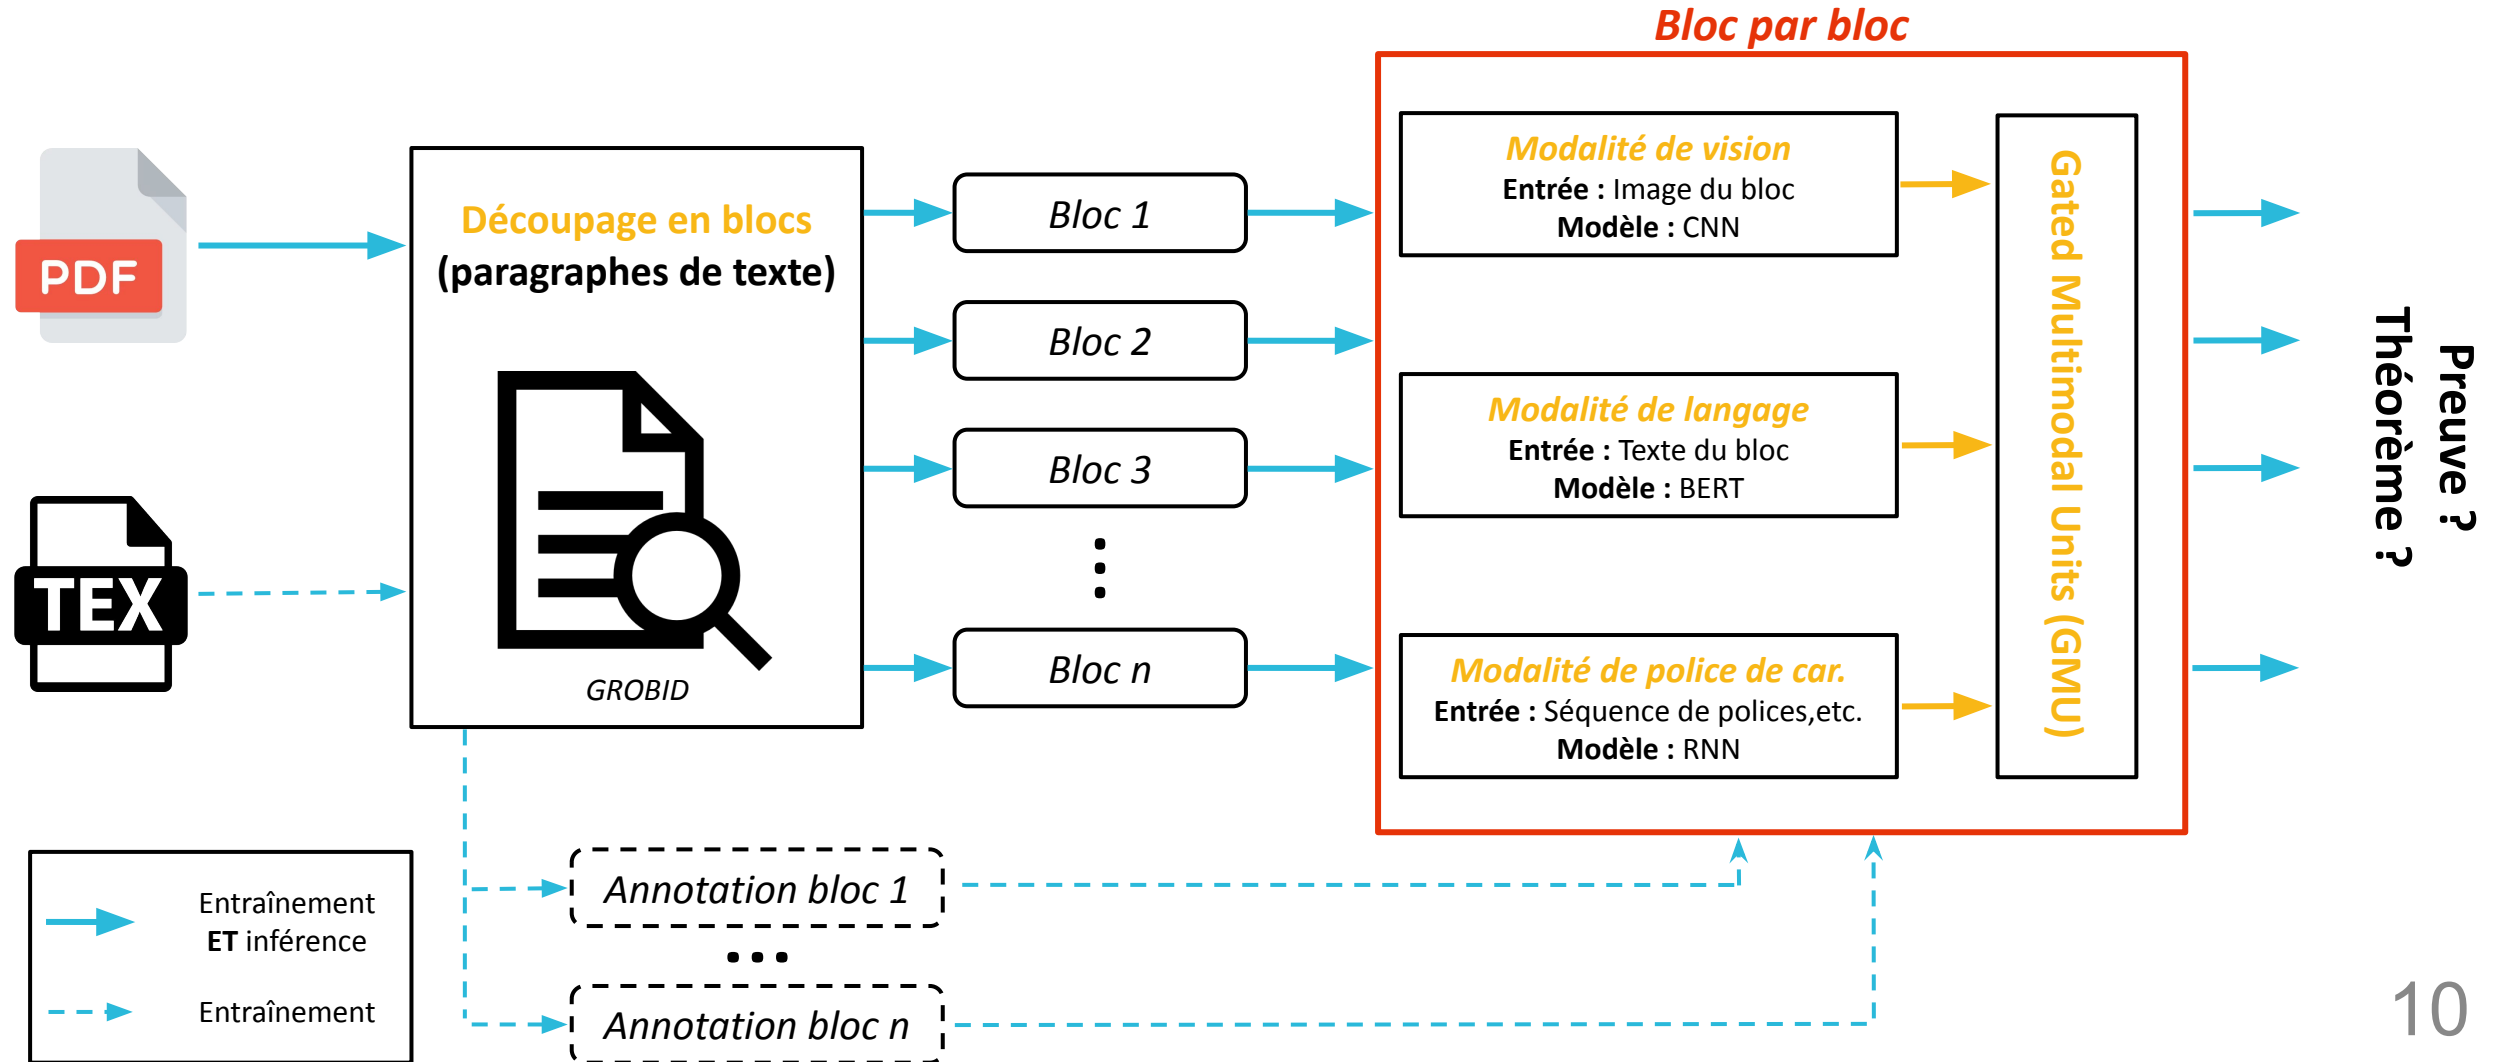 Bloc par bloc
PDF
TEX
Découpage en blocs
(paragraphes de texte)
GROBID
Bloc 1
Bloc 2
Bloc 3
Bloc n
Modalité de vision
Entrée : Image du bloc
Modèle : CNN
Modalité de langage
Entrée : Texte du bloc
Modèle : BERT
Modalité de police de car.
Entrée : Séquence de polices,etc.
Modèle : RNN
Gated Multimodal Units (GMU)
Preuve ?
Théorème ?
Entraînement
ET inférence
Entraînement
Annotation bloc 1
...
Annotation bloc n
10